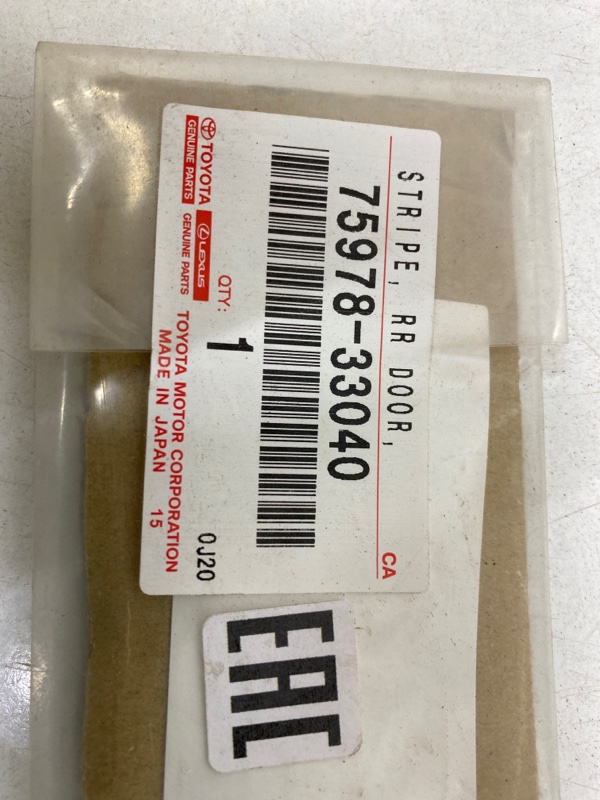 STRIPE, RR DOOR,
CA
75978-33040
QTY:
1
0J20
TOYOTA
GENUINE PARTS
LEXUS
GENUINE PARTS
TOYOTA MOTOR CORPORATION
MADE IN JAPAN
15
EAC